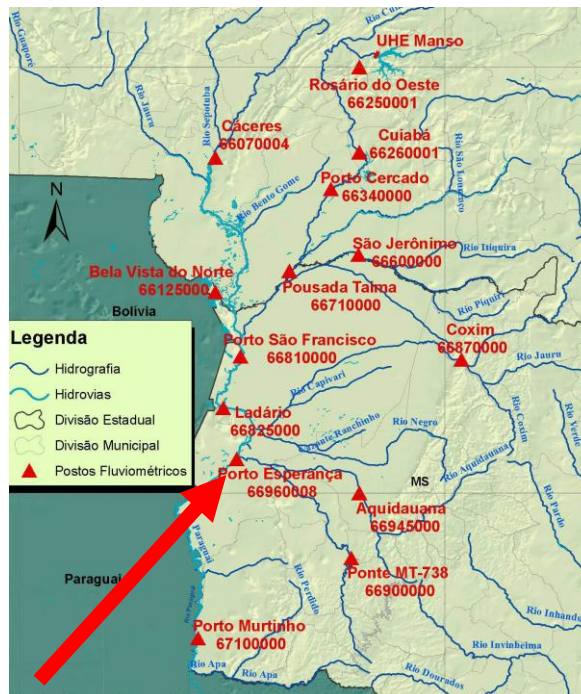 Rio Guaporé
Rio Jauru
Rio Sepotuba
Rio Cui
UHE Manso
Rosário do Oeste
66250001
Cáceres
66070004
Cuiabá
66260001
Rio São Lourenço
Porto Cercado
66340000
Rio Bento Gome
N
São Jerônimo
66600000
Rio Itiquira
Bela Vista do Norte
66125000
Pousada Taima
66710000
Rio Piquiri
Bolívia
Legenda
Hidrografia
Hidrovias
Divisão Estadual
Divisão Municipal
Postos Fluviométricos
Porto São Francisco
66810000
Coxim
66870000
Rio Jauru
Rio Capivari
Ladário
66825000
Rio Negro
Rio Coxim
Rio Verde
Rio Aquidauana
Porto Esperança
66960008
MS
Aquidauana
66945000
Rio Pardo
Paraguai
Paraguai
Ponte MT-738
66900000
Rio Perdido
Rio Paraguai
Rio Inhandu
Porto Murtinho
67100000
Rio Invinheima
Rio Apa
Rio Apa
Rio Dourados